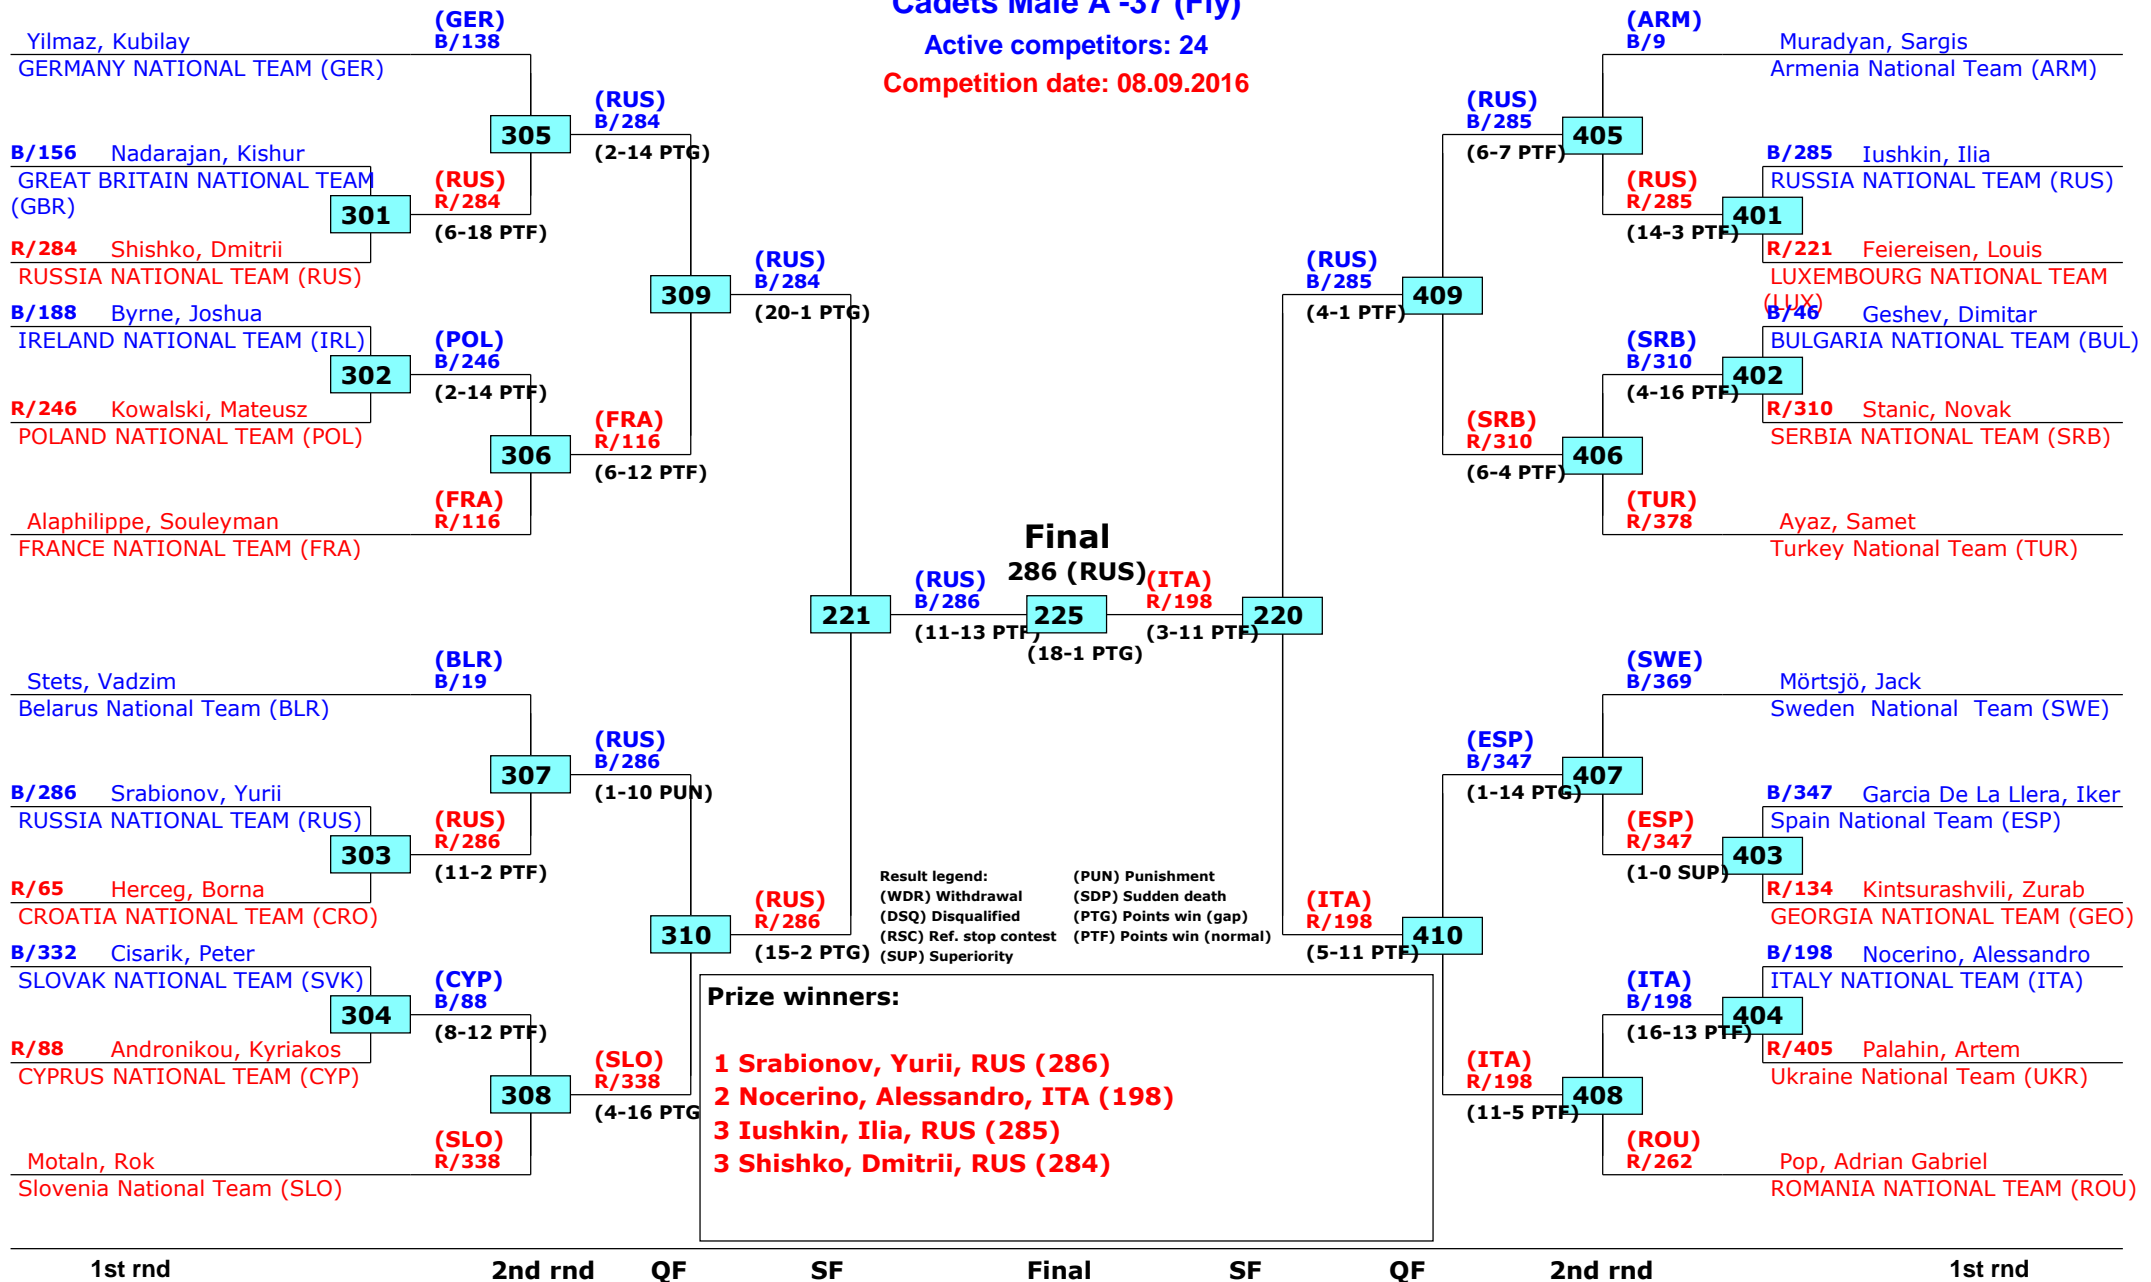 Cadets Male A -37 (Fly)
Active competitors: 24
Competition date: 08.09.2016
Yilmaz, Kubilay
GERMANY NATIONAL TEAM (GER)
(GER)
B/138
B/156 Nadarajan, Kishur
GREAT BRITAIN NATIONAL TEAM
(GBR)
301
R/284 Shishko, Dmitrii
RUSSIA NATIONAL TEAM (RUS)
(RUS)
R/284
(6-18 PTF)
305
(RUS)
B/284
(2-14 PTG)
B/188 Byrne, Joshua
IRELAND NATIONAL TEAM (IRL)
302
R/246 Kowalski, Mateusz
POLAND NATIONAL TEAM (POL)
(POL)
B/246
(2-14 PTF)
306
(FRA)
R/116
(6-12 PTF)
Alaphilippe, Souleyman
FRANCE NATIONAL TEAM (FRA)
(FRA)
R/116
309
(RUS)
B/284
(20-1 PTG)
Stets, Vadzim
Belarus National Team (BLR)
(BLR)
B/19
B/286 Srabionov, Yurii
RUSSIA NATIONAL TEAM (RUS)
303
R/65 Herceg, Borna
CROATIA NATIONAL TEAM (CRO)
(RUS)
R/286
(11-2 PTF)
307
(RUS)
B/286
(1-10 PUN)
B/332 Cisarik, Peter
SLOVAK NATIONAL TEAM (SVK)
304
R/88 Andronikou, Kyriakos
CYPRUS NATIONAL TEAM (CYP)
(CYP)
B/88
(8-12 PTF)
308
(SLO)
R/338
(4-16 PTG
Motaln, Rok
Slovenia National Team (SLO)
(SLO)
R/338
310
(RUS)
R/286
(15-2 PTG)
221
(RUS)
B/286
(11-13 PTF)
Final
286 (RUS)
225
(18-1 PTG)
(ITA)
R/198
(3-11 PTF)
220
(RUS)
B/285
(4-1 PTF)
409
(RUS)
B/285
(6-7 PTF)
405
(ARM)
B/9
Muradyan, Sargis
Armenia National Team (ARM)
(RUS)
R/285
(14-3 PTF)
401
B/285 Iushkin, Ilia
RUSSIA NATIONAL TEAM (RUS)
R/221 Feiereisen, Louis
LUXEMBOURG NATIONAL TEAM
(LUX)
(SRB)
R/310
(6-4 PTF)
406
(SRB)
B/310
(4-16 PTF)
402
B/46 Geshev, Dimitar
BULGARIA NATIONAL TEAM (BUL)
R/310 Stanic, Novak
SERBIA NATIONAL TEAM (SRB)
(TUR)
R/378
Ayaz, Samet
Turkey National Team (TUR)
(ITA)
R/198
(5-11 PTF)
410
(ESP)
B/347
(1-14 PTG)
407
(SWE)
B/369
Mörtsjö, Jack
Sweden National Team (SWE)
(ESP)
R/347
(1-0 SUP)
403
B/347 Garcia De La Llera, Iker
Spain National Team (ESP)
R/134 Kintsurashvili, Zurab
GEORGIA NATIONAL TEAM (GEO)
(ITA)
R/198
(11-5 PTF)
408
(ITA)
B/198
(16-13 PTF)
404
B/198 Nocerino, Alessandro
ITALY NATIONAL TEAM (ITA)
R/405 Palahin, Artem
Ukraine National Team (UKR)
(ROU)
R/262
Pop, Adrian Gabriel
ROMANIA NATIONAL TEAM (ROU)
Result legend: (PUN) Punishment
(WDR) Withdrawal (SDP) Sudden death
(DSQ) Disqualified (PTG) Points win (gap)
(RSC) Ref. stop contest (PTF) Points win (normal)
(SUP) Superiority
Prize winners:
1 Srabionov, Yurii, RUS (286)
2 Nocerino, Alessandro, ITA (198)
3 Iushkin, Ilia, RUS (285)
3 Shishko, Dmitrii, RUS (284)
1st rnd 2nd rnd QF SF Final SF QF 2nd rnd 1st rnd